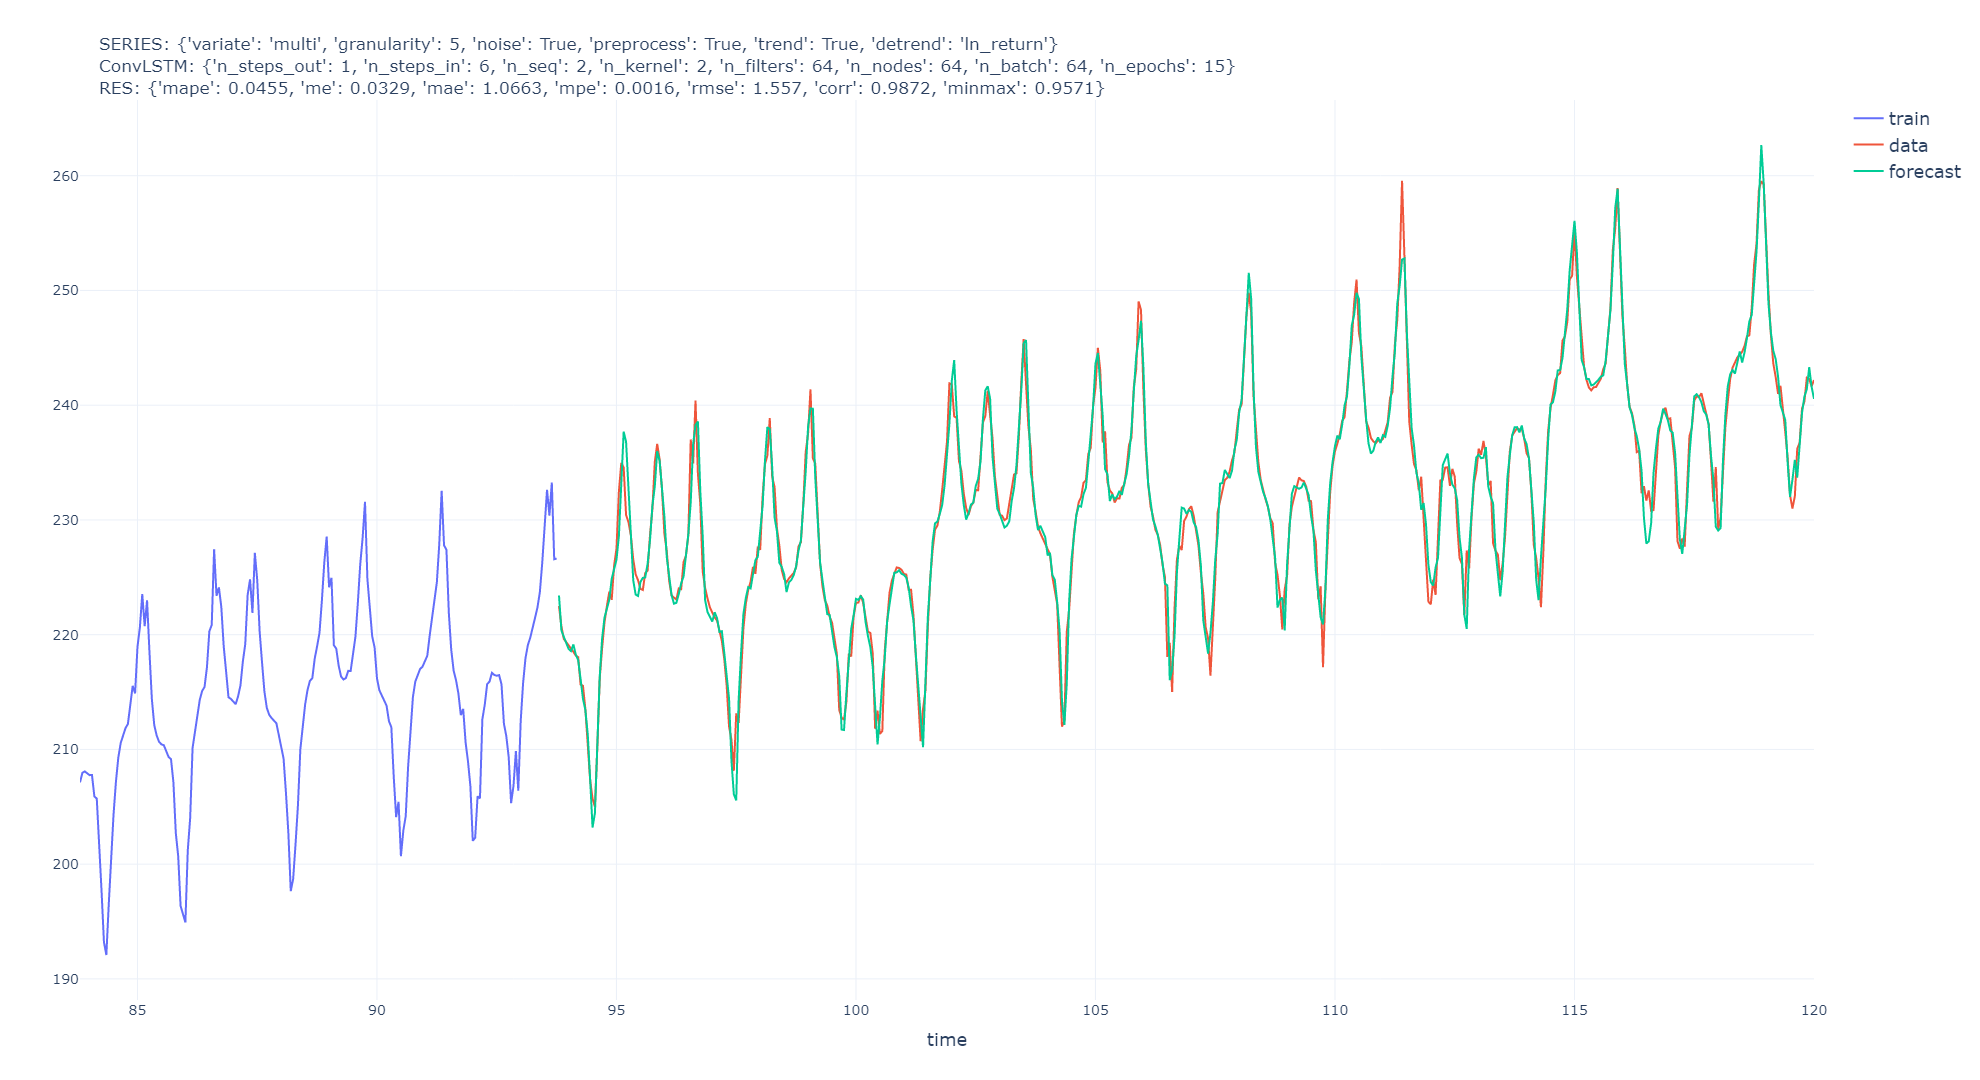 SERIES: {'variate': 'multi', 'granularity': 5, 'noise': True, 'preprocess': True, 'trend': True, 'detrend': 'ln_return'}
ConvLSTM: {'n_steps_out': 1, 'n_steps_in': 6, 'n_seq': 2, 'n_kernel': 2, 'n_filters': 64, 'n_nodes': 64, 'n_batch': 64, 'n_epochs': 15}
RES: {'mape': 0.0455, 'me': 0.0329, 'mae': 1.0663, 'mpe': 0.0016, 'rmse': 1.557, 'corr': 0.9872, 'minmax': 0.9571}
train
data
forecast
260
250
240
230
220
210
200
190
85 90 95 100 105 110 115 120
time